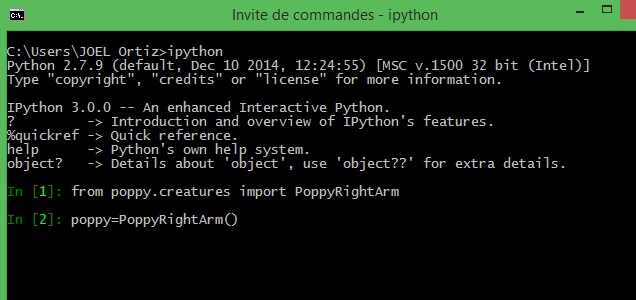 Invite de commandes - ipython
C:\Users\JOEL Ortiz>ipython
Python 2.7.9 (default, Dec 10 2014, 12:24:55) [MSC v.1500 32 bit (Intel)]
Type "copyright", "credits" or "license" for more information.
IPython 3.0.0 -- An enhanced Interactive Python.
?         -> Introduction and overview of IPython's features.
%quickref -> Quick reference.
help      -> Python's own help system.
object?   -> Details about 'object', use 'object??' for extra details.
In [1]: from poppy.creatures import PoppyRightArm
In [2]: poppy=PoppyRightArm()